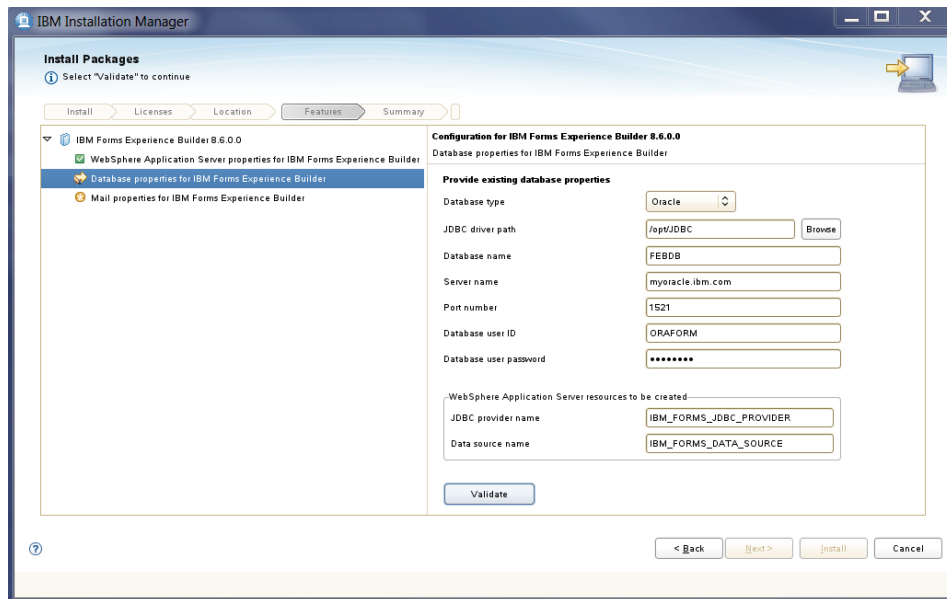 IBM Installation Manager
Install Packages
Select "Validate" to continue
Install Licenses Location Features Summary
IBM Forms Experience Builder 8.6.0.0
WebSphere Application Server properties for IBM Forms Experience Builder
Database properties for IBM Forms Experience Builder
Mail properties for IBM Forms Experience Builder
Configuration for IBM Forms Experience Builder 8.6.0.0
Database properties for IBM Forms Experience Builder
Provide existing database properties
Database type Oracle
JDBC driver path /opt/JDBC Browse
Database name FEBDB
Server name myoracle.ibm.com
Port number 1521
Database user ID ORAFORM
Database user password ••••••••
WebSphere Application Server resources to be created
JDBC provider name IBM_FORMS_JDBC_PROVIDER
Data source name IBM_FORMS_DATA_SOURCE
Validate
? < Back Next > Install Cancel